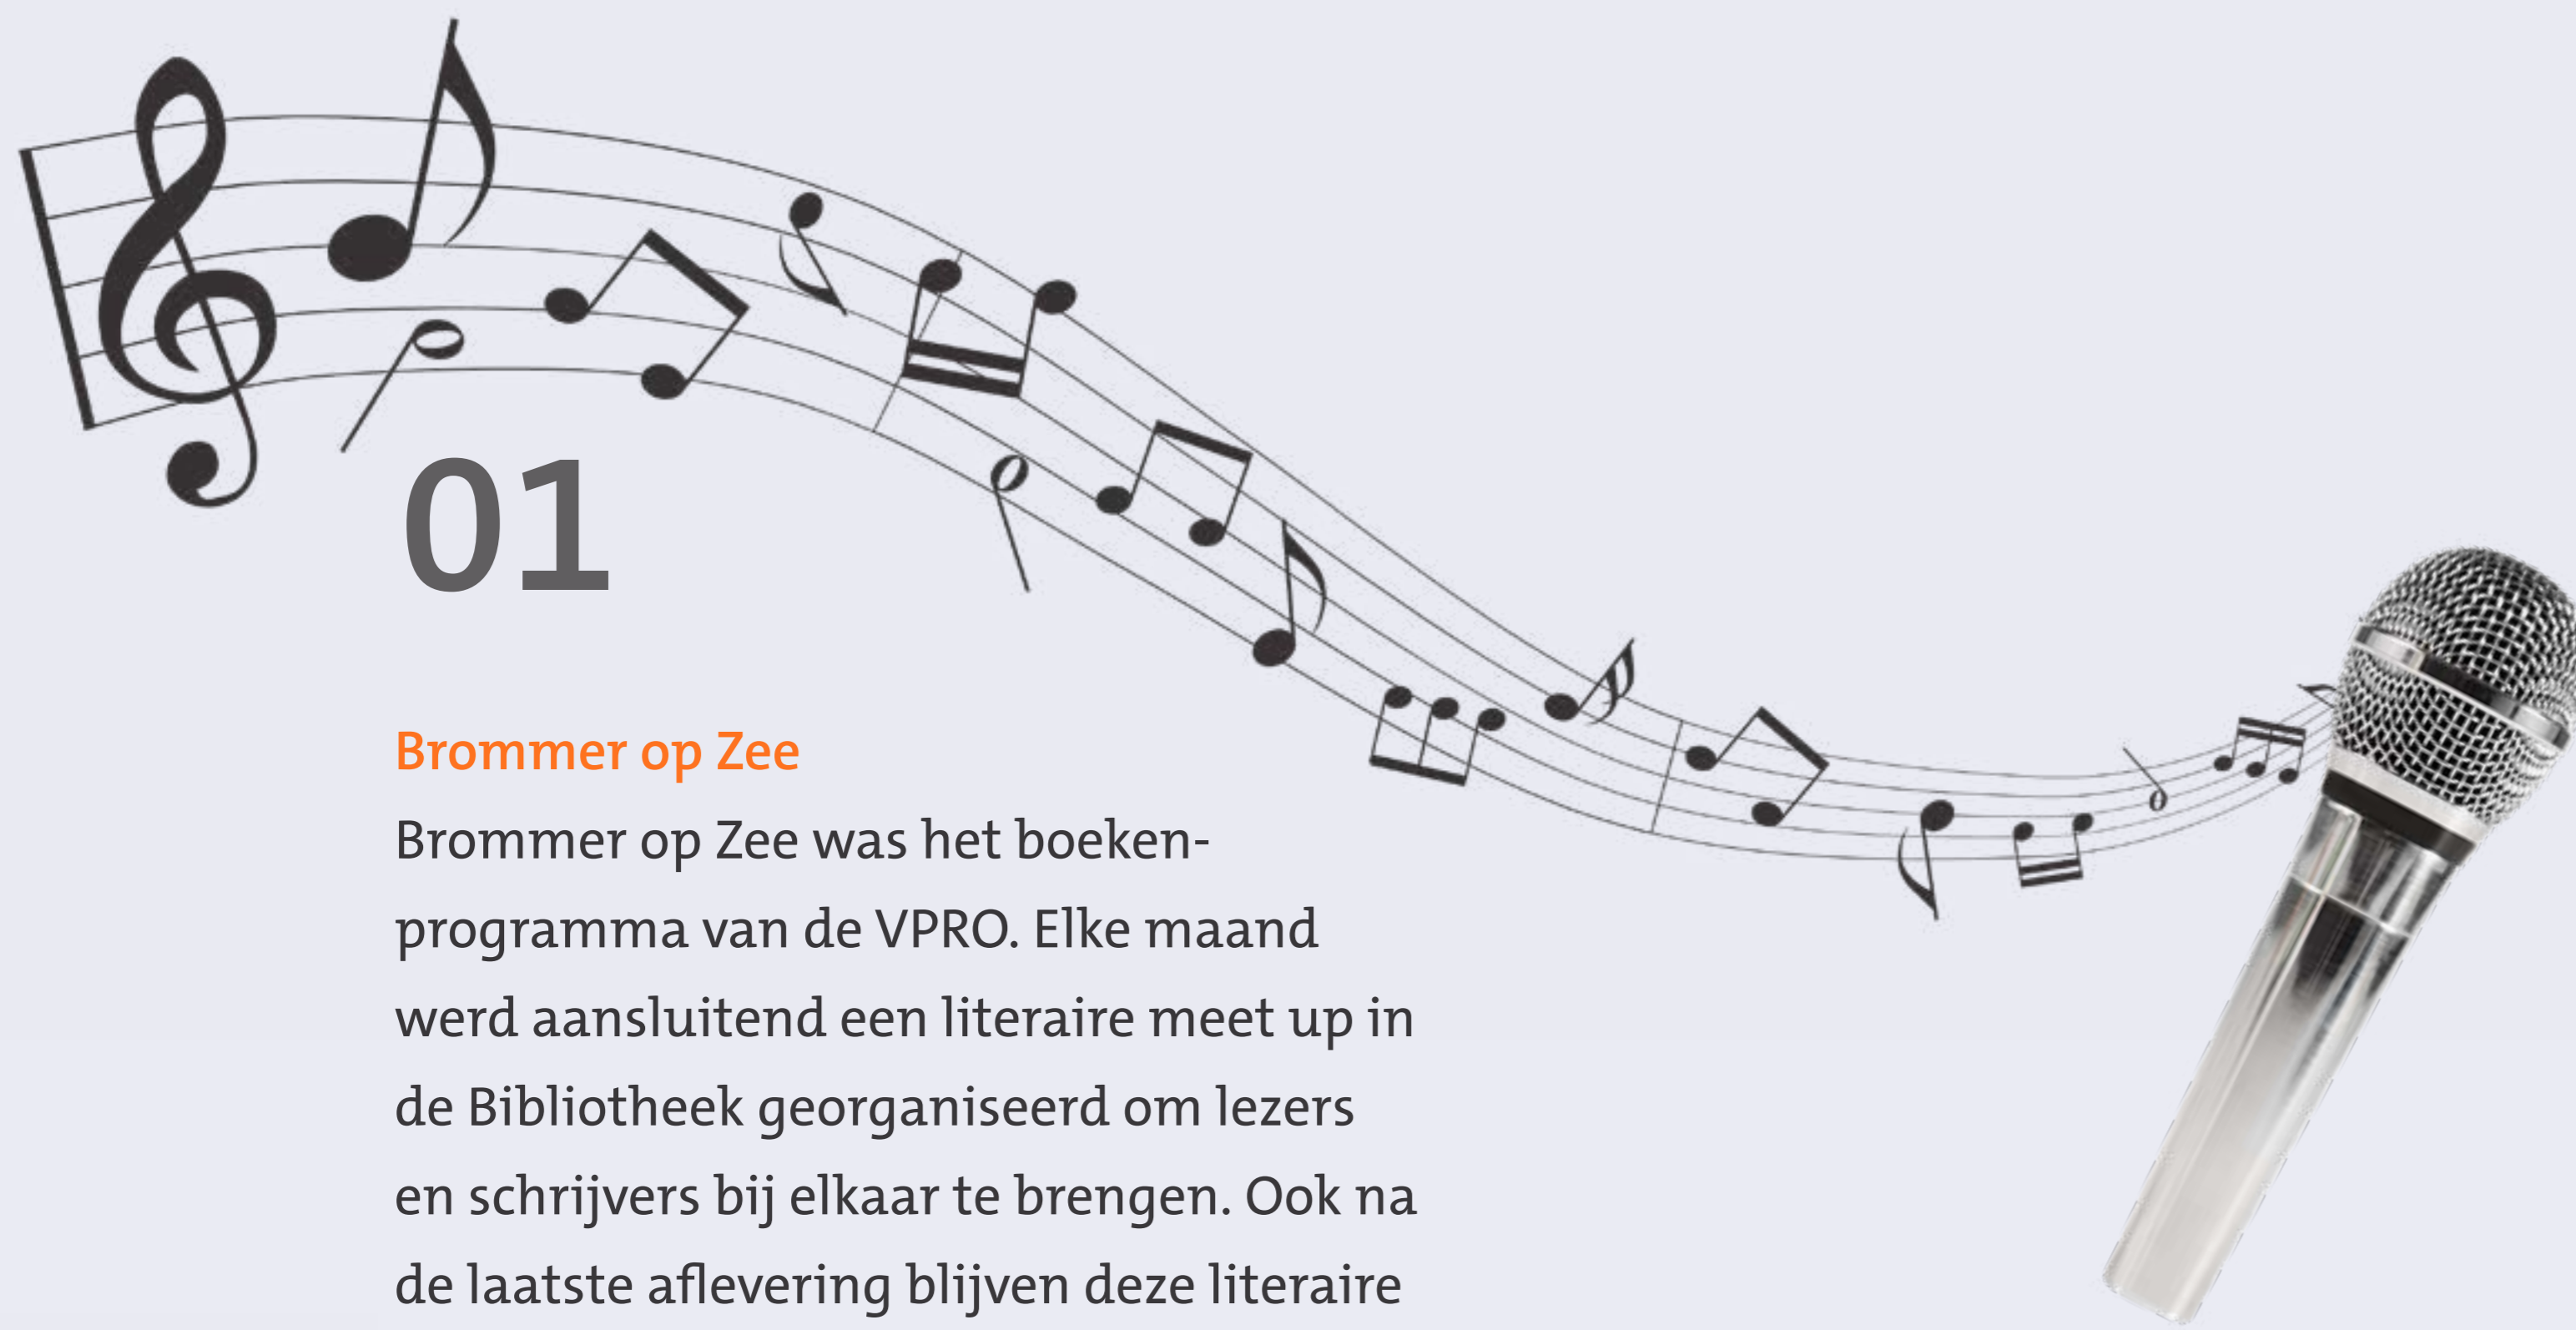 01
Brommer op Zee
Brommer op Zee was het boeken-
programma van de VPRO. Elke maand
werd aansluitend een literaire meet up in
de Bibliotheek georganiseerd om lezers
en schrijvers bij elkaar te brengen. Ook na
de laatste aflevering blijven deze literaire